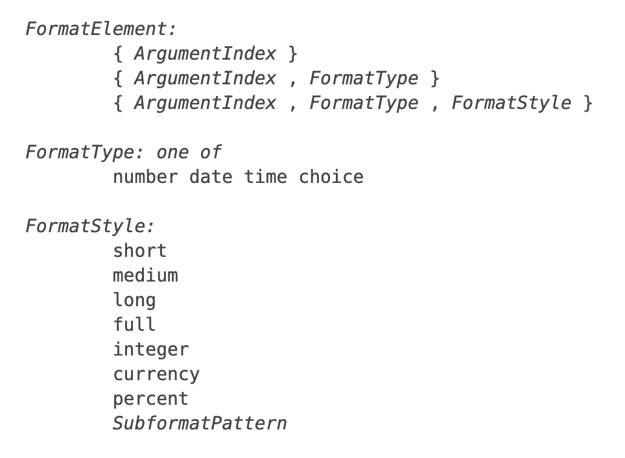 FormatElement:
{ ArgumentIndex }
{ ArgumentIndex , FormatType }
{ ArgumentIndex , FormatType , FormatStyle }
FormatType: one of
number date time choice
FormatStyle:
short
medium
long
full
integer
currency
percent
SubformatPattern